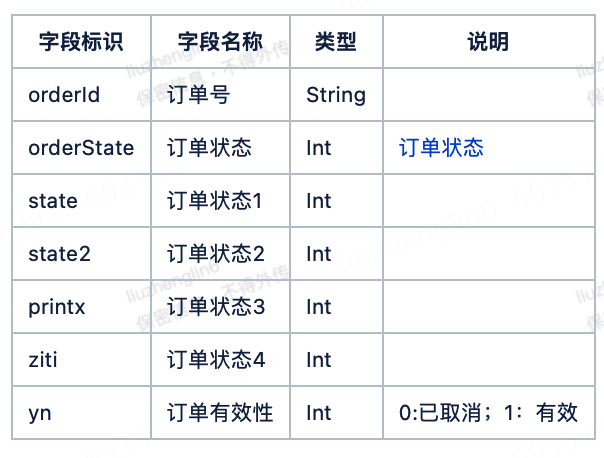 字段标识 字段名称 类型 说明
orderId 订单号 String
orderState 订单状态 Int 订单状态
state 订单状态1 Int
state2 订单状态2 Int
printx 订单状态3 Int
ziti 订单状态4 Int
yn 订单有效性 Int 0:已取消；1：有效
liuzhenglin6
保密信息，不得外传
liuzhenglin6
保密信息，不得外传